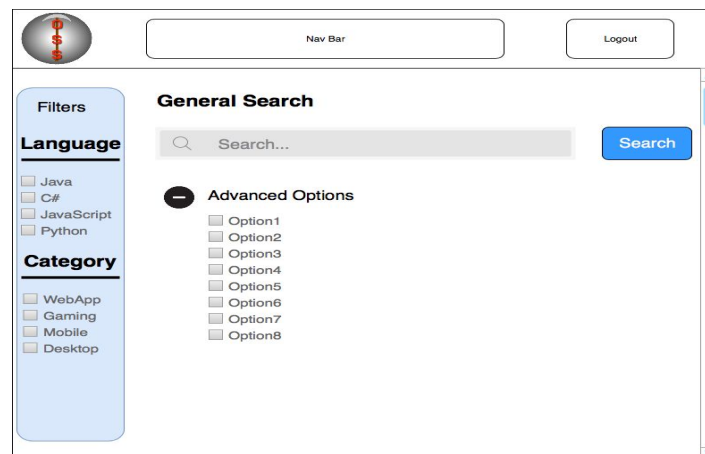 OSS
Nav Bar
Logout
Filters
Language
Java
C#
JavaScript
Python
Category
WebApp
Gaming
Mobile
Desktop
General Search
Search...
Search
Advanced Options
Option1
Option2
Option3
Option4
Option5
Option6
Option7
Option8